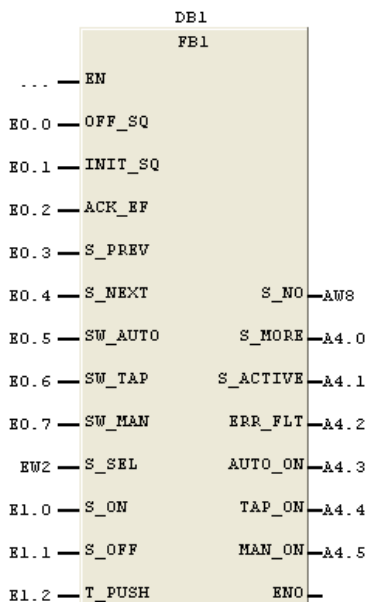 DB1
FB1
... EN
E0.0 OFF_SQ
E0.1 INIT_SQ
E0.2 ACK_EF
E0.3 S_PREV
E0.4 S_NEXT S_NO AW8
E0.5 SW_AUTO S_MORE A4.0
E0.6 SW_TAP S_ACTIVE A4.1
E0.7 SW_MAN ERR_FLT A4.2
EW2 S_SEL AUTO_ON A4.3
E1.0 S_ON TAP_ON A4.4
E1.1 S_OFF MAN_ON A4.5
E1.2 T_PUSH ENO